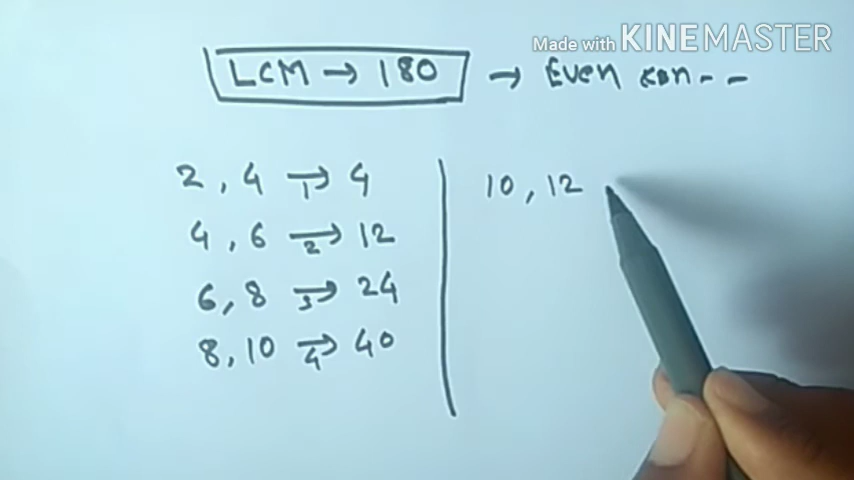 Made with KINEMASTER
LCM → 180 → Even con--
2, 4 →1 4
4, 6 →2 12
6, 8 →3 24
8, 10 →4 40
10, 12